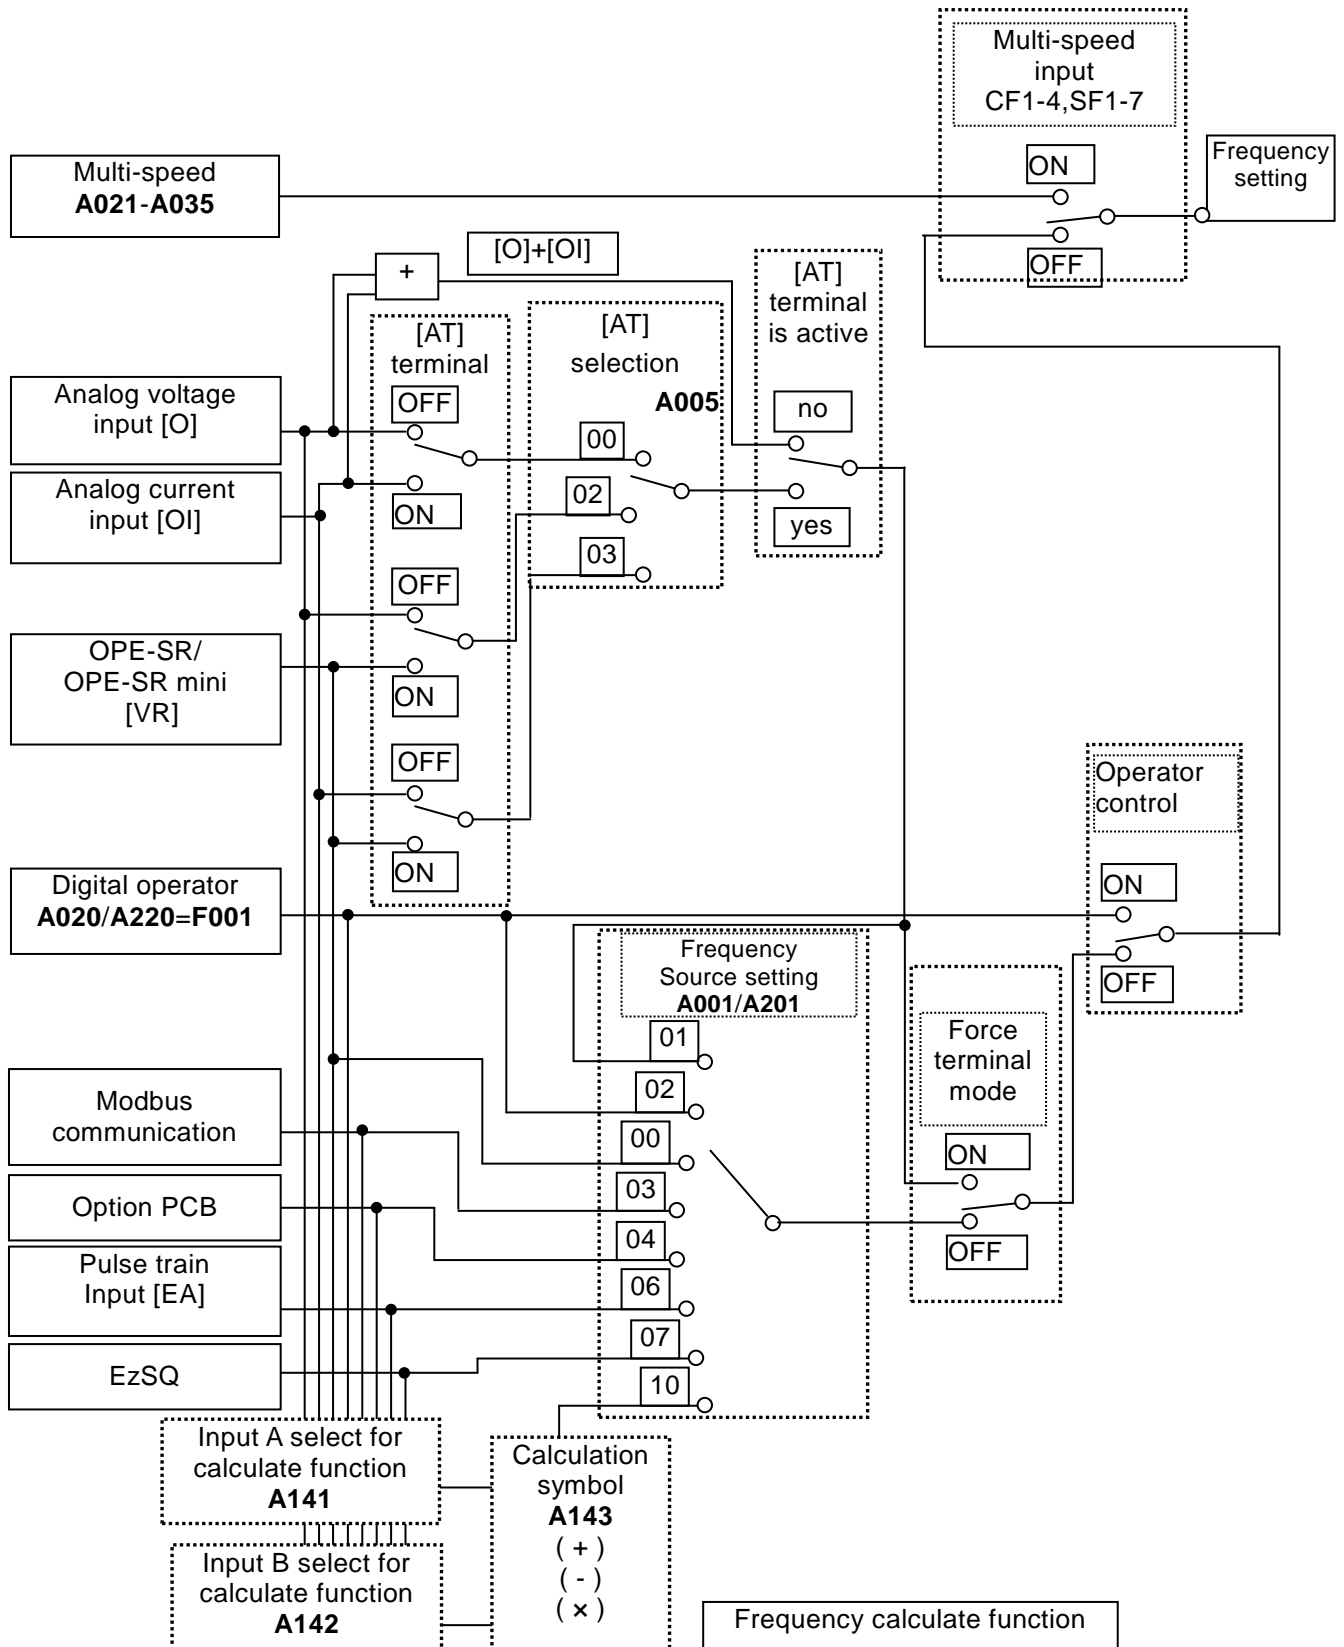 Multi-speed
input
CF1-4,SF1-7
ON
Frequency
setting
OFF
Multi-speed
A021-A035
+
[O]+[OI]
[AT]
terminal
is active
no
yes
[AT]
terminal
OFF
ON
OFF
ON
OFF
ON
[AT]
selection
A005
00
02
03
Analog voltage
input [O]
Analog current
input [OI]
OPE-SR/
OPE-SR mini
[VR]
Digital operator
A020/A220=F001
Operator
control
ON
OFF
Frequency
Source setting
A001/A201
01
02
00
03
04
06
07
10
Force
terminal
mode
ON
OFF
Modbus
communication
Option PCB
Pulse train
Input [EA]
EzSQ
Input A select for
calculate function
A141
Input B select for
calculate function
A142
Calculation
symbol
A143
( + )
( - )
( × )
Frequency calculate function